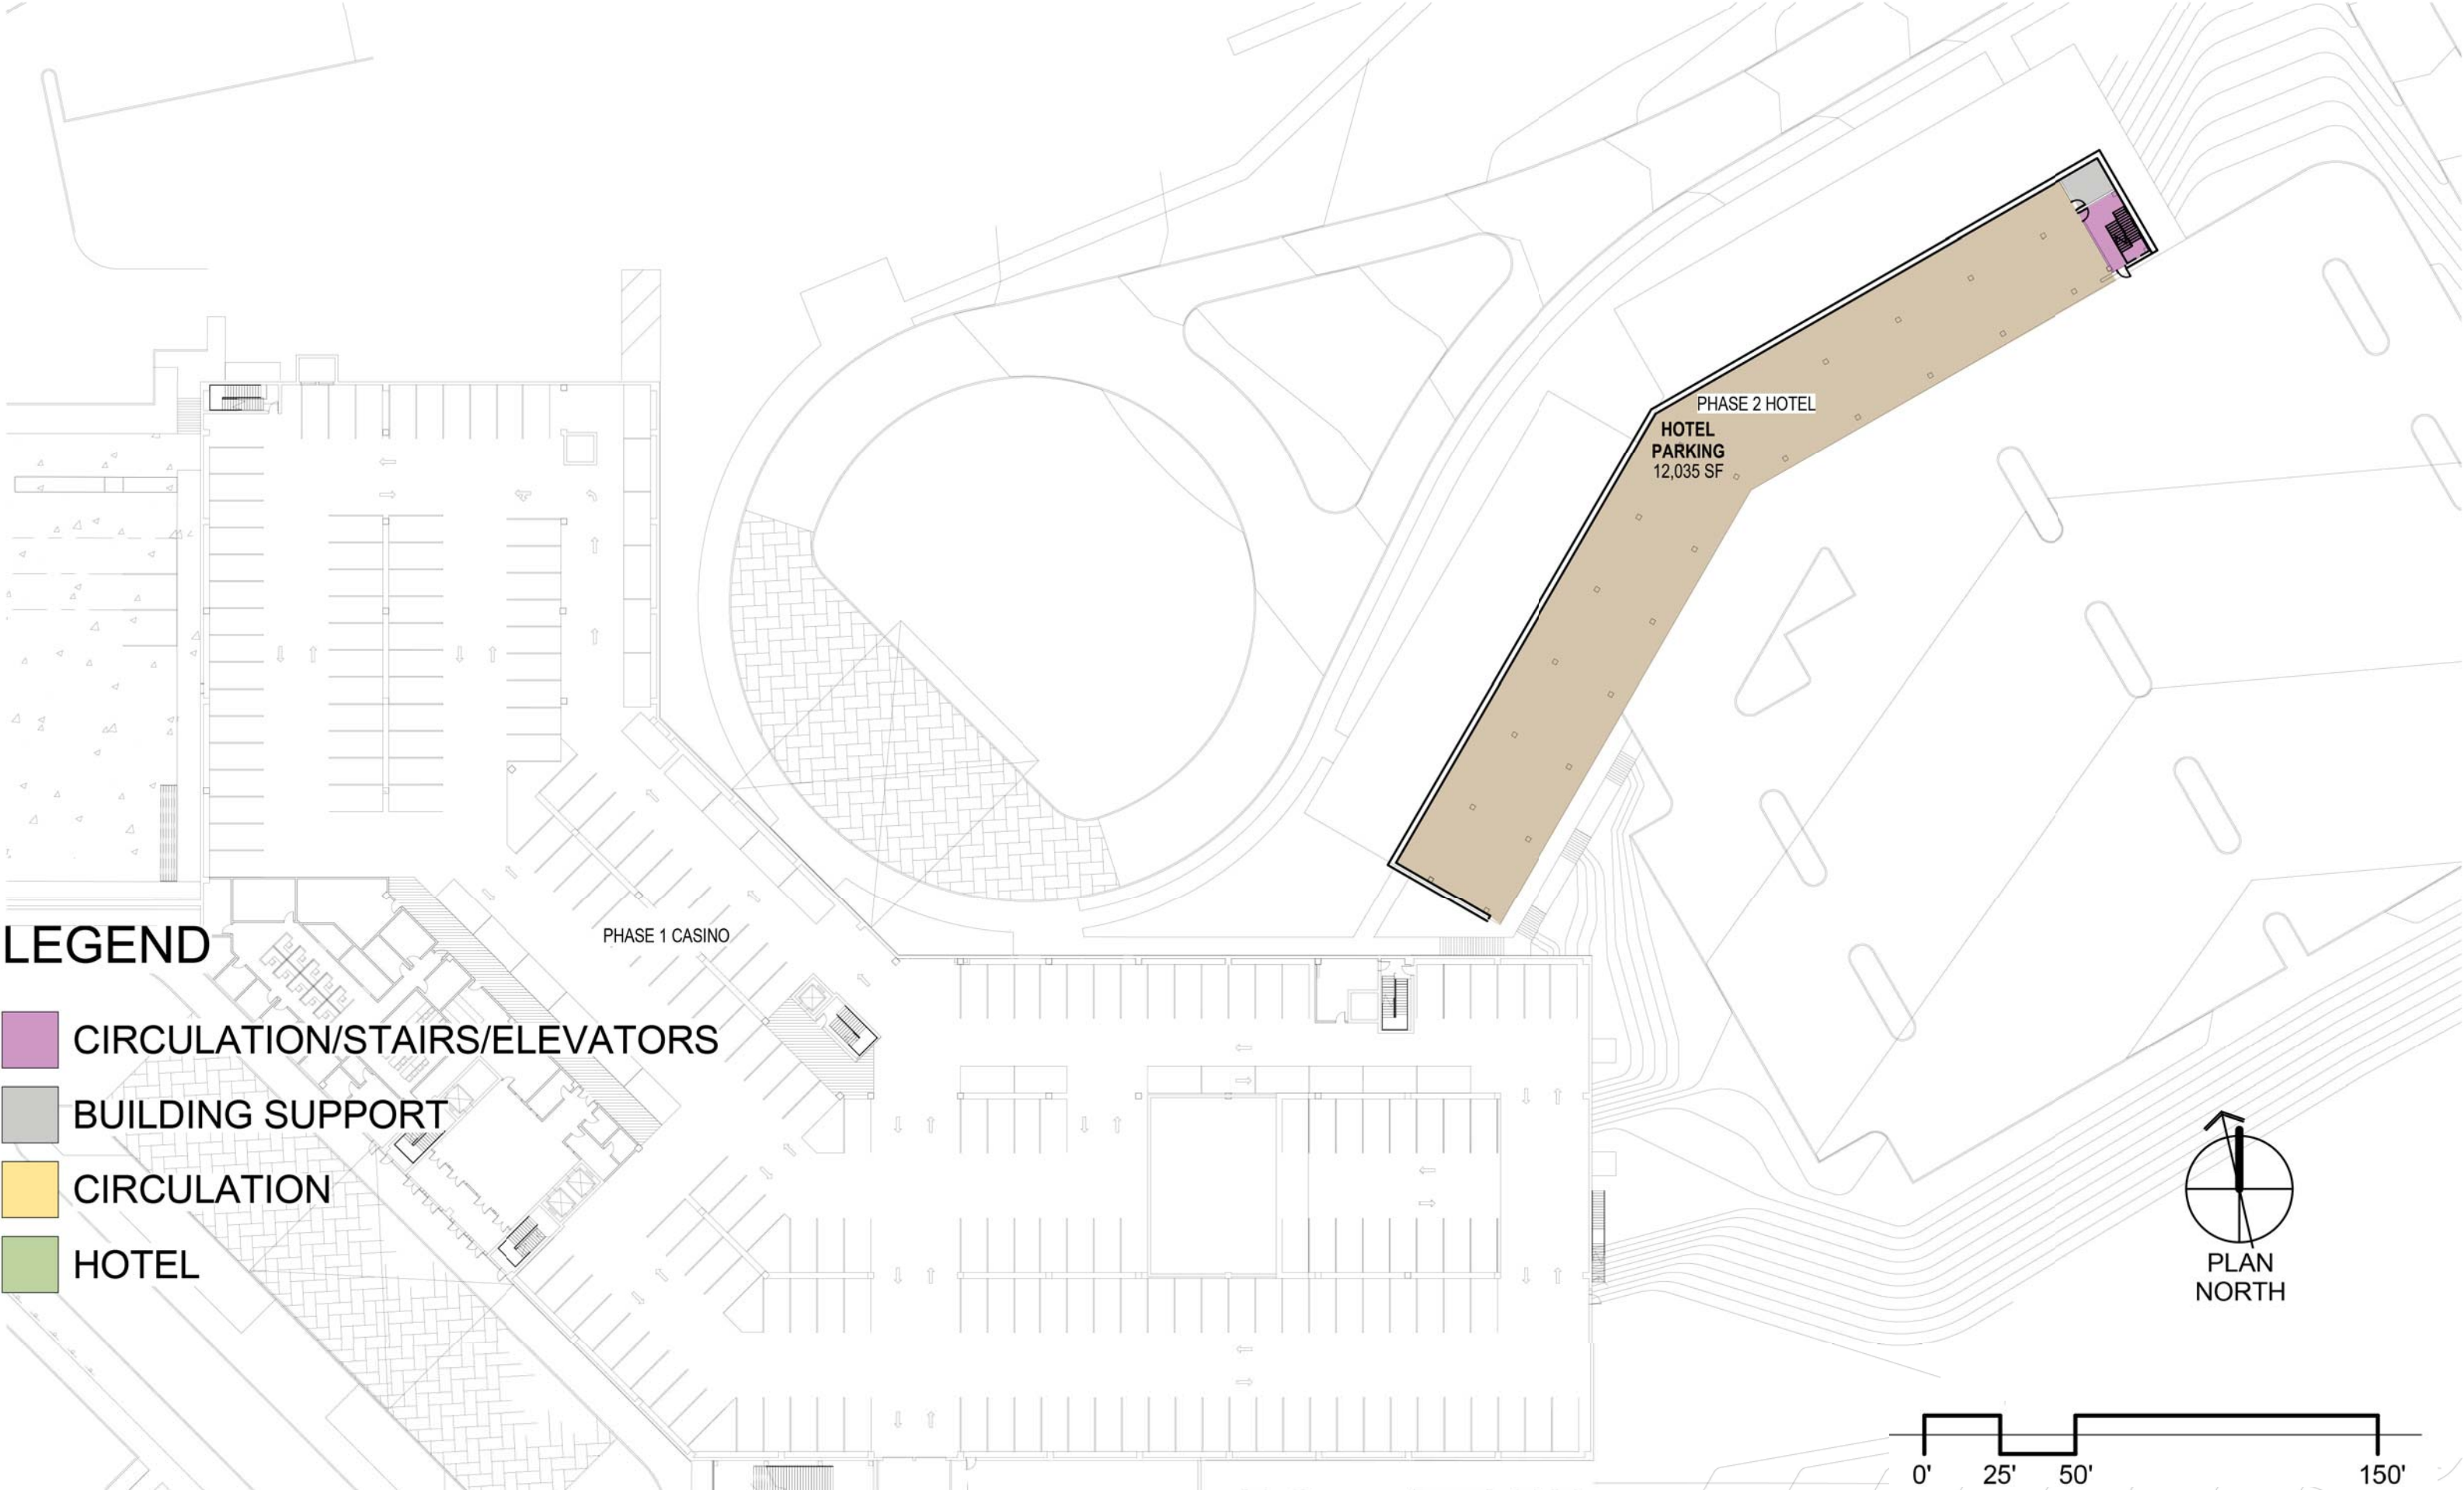 PHASE 2 HOTEL
HOTEL
PARKING
12,035 SF
PHASE 1 CASINO
LEGEND
CIRCULATION/STAIRS/ELEVATORS
BUILDING SUPPORT
CIRCULATION
HOTEL
PLAN
NORTH
0' 25' 50' 150'